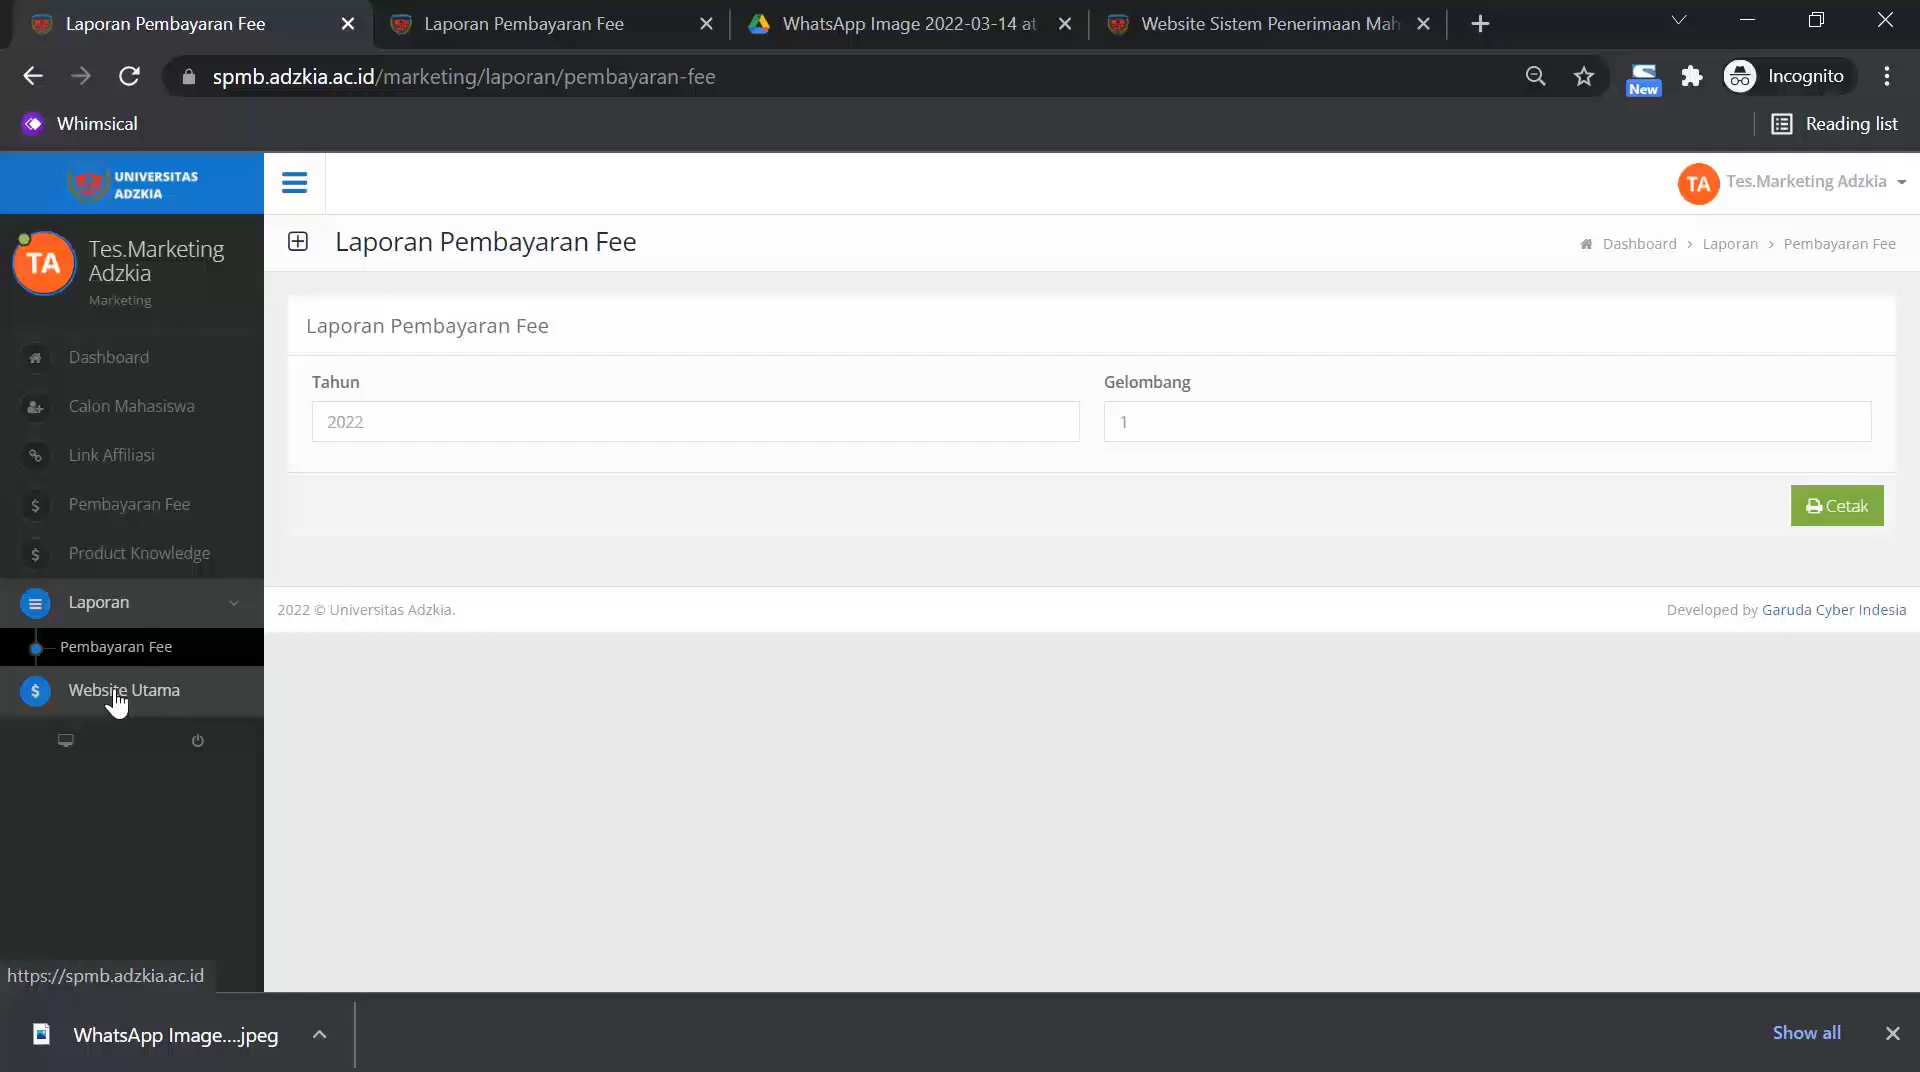 Laporan Pembayaran Fee
Laporan Pembayaran Fee
WhatsApp Image 2022-03-14 at
Website Sistem Penerimaan Mah
spmb.adzkia.ac.id/marketing/laporan/pembayaran-fee
New
Incognito
Whimsical
Reading list
UNIVERSITAS
ADZKIA
TA
Tes.Marketing Adzkia
TA
Tes.Marketing
Adzkia
Marketing
Laporan Pembayaran Fee
Dashboard > Laporan > Pembayaran Fee
Dashboard
Calon Mahasiswa
Link Affiliasi
Pembayaran Fee
Product Knowledge
Laporan
Pembayaran Fee
Website Utama
Laporan Pembayaran Fee
Tahun
Gelombang
2022
1
Cetak
2022 © Universitas Adzkia.
Developed by Garuda Cyber Indesia
https://spmb.adzkia.ac.id
WhatsApp Image....jpeg
Show all